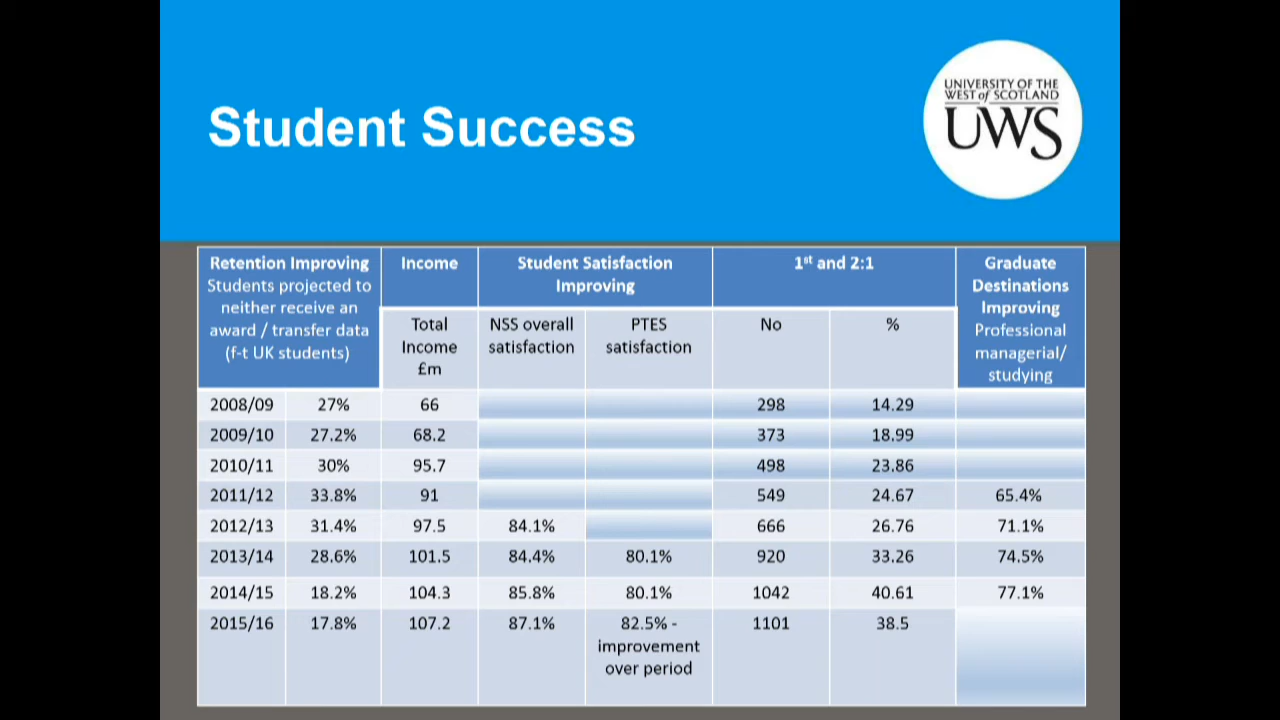 Student Success
UNIVERSITY OF THE
WEST of SCOTLAND
UWS
Retention Improving
Students projected to
neither receive an
award / transfer data
(f-t UK students)
Income
Student Satisfaction
Improving
1st and 2:1
Graduate
Destinations
Improving
Professional
managerial/
studying
Total
Income
£m
NSS overall
satisfaction
PTES
satisfaction
No
%
2008/09 27% 66 298 14.29
2009/10 27.2% 68.2 373 18.99
2010/11 30% 95.7 498 23.86
2011/12 33.8% 91 549 24.67 65.4%
2012/13 31.4% 97.5 84.1% 666 26.76 71.1%
2013/14 28.6% 101.5 84.4% 80.1% 920 33.26 74.5%
2014/15 18.2% 104.3 85.8% 80.1% 1042 40.61 77.1%
2015/16 17.8% 107.2 87.1% 82.5% - 1101 38.5
improvement
over period